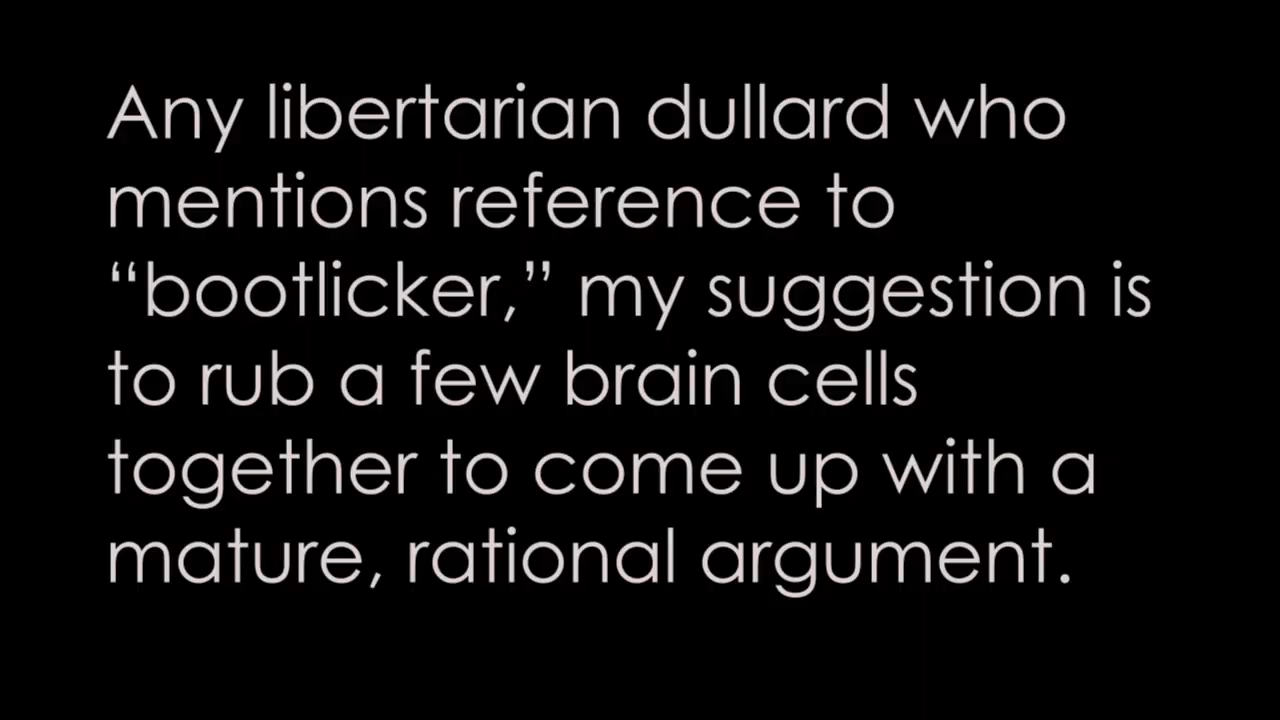 Any libertarian dullard who
mentions reference to
“bootlicker,” my suggestion is
to rub a few brain cells
together to come up with a
mature, rational argument.